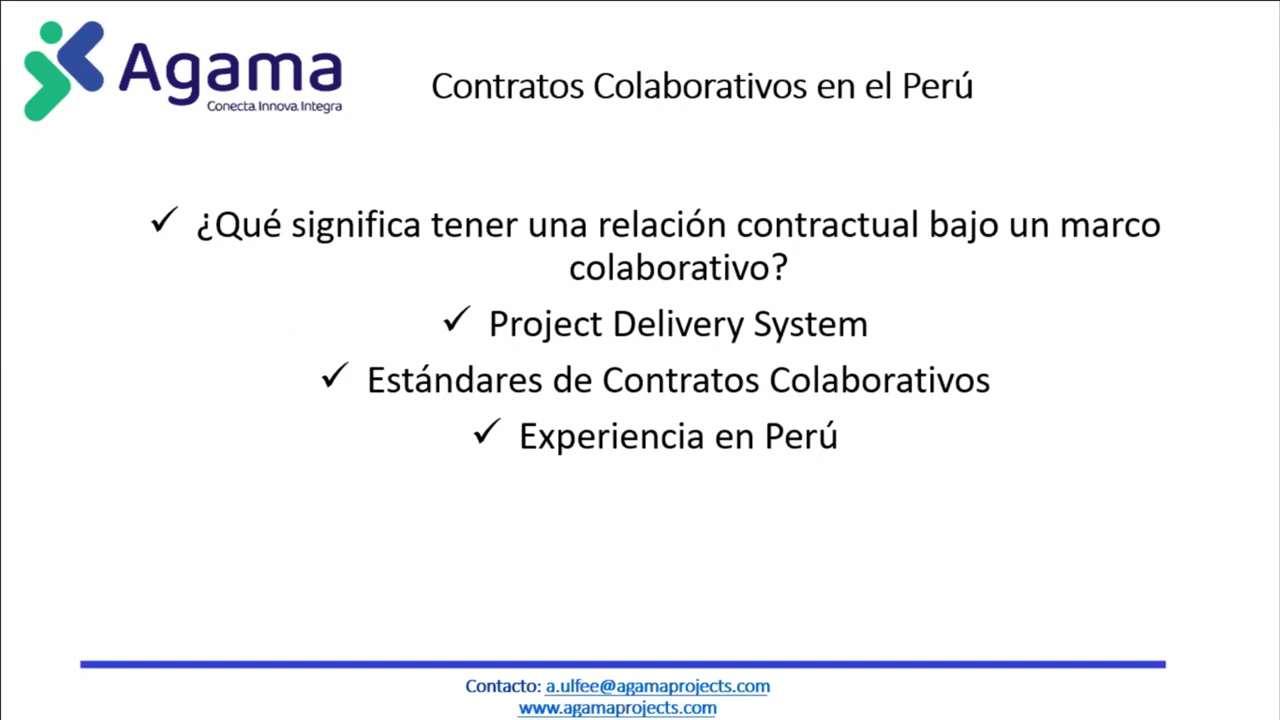 Agama
Conecta Innova Integra
Contratos Colaborativos en el Perú
✓ ¿Qué significa tener una relación contractual bajo un marco
colaborativo?
✓ Project Delivery System
✓ Estándares de Contratos Colaborativos
✓ Experiencia en Perú
Contacto: a.ulfee@agamaprojects.com
www.agamaprojects.com